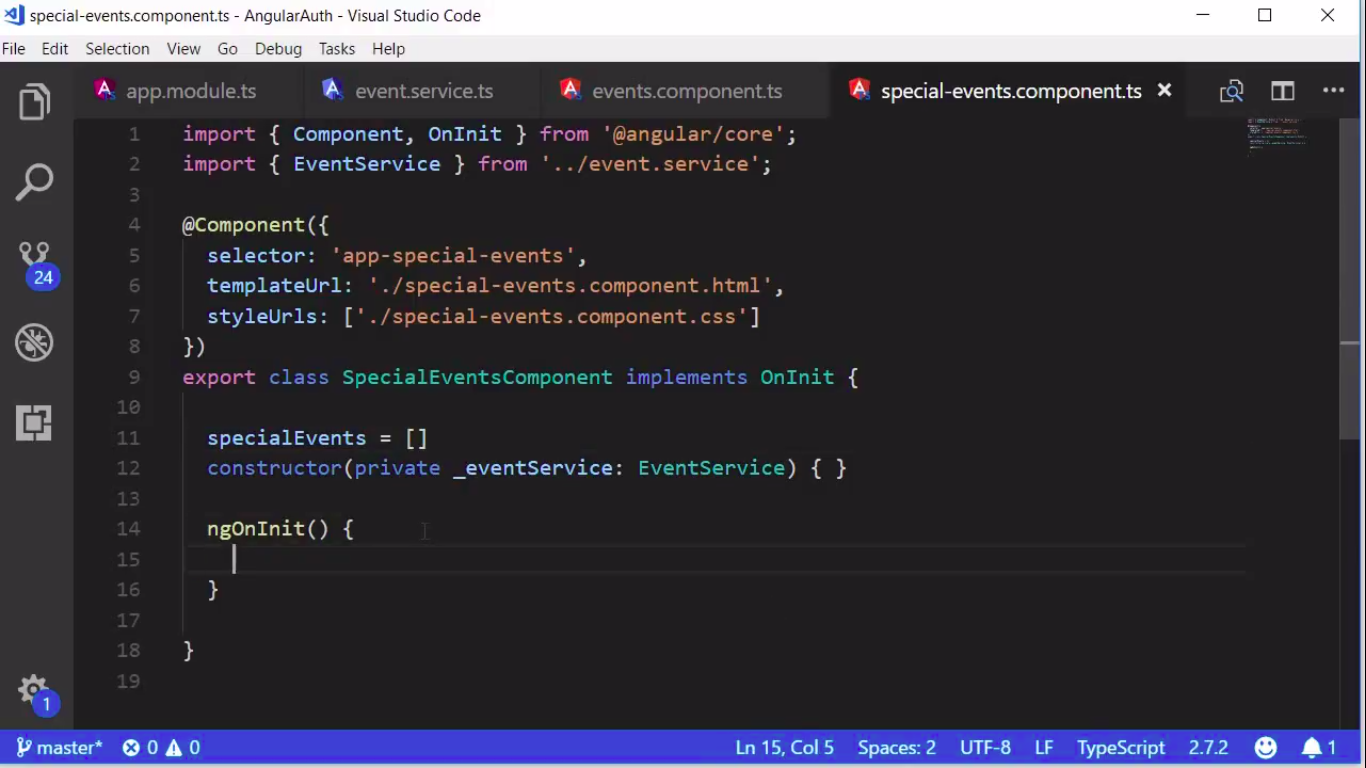 special-events.component.ts - AngularAuth - Visual Studio Code
File Edit Selection View Go Debug Tasks Help
app.module.ts event.service.ts events.component.ts special-events.component.ts
1 import { Component, OnInit } from '@angular/core';
2 import { EventService } from '../event.service';
3
4 @Component({
5   selector: 'app-special-events',
6   templateUrl: './special-events.component.html',
7   styleUrls: ['./special-events.component.css']
8 })
9 export class SpecialEventsComponent implements OnInit {
10
11   specialEvents = []
12   constructor(private _eventService: EventService) { }
13
14   ngOnInit() {
15
16   }
17
18 }
19
24
1
master* 0 0 Ln 15, Col 5 Spaces: 2 UTF-8 LF TypeScript 2.7.2 1